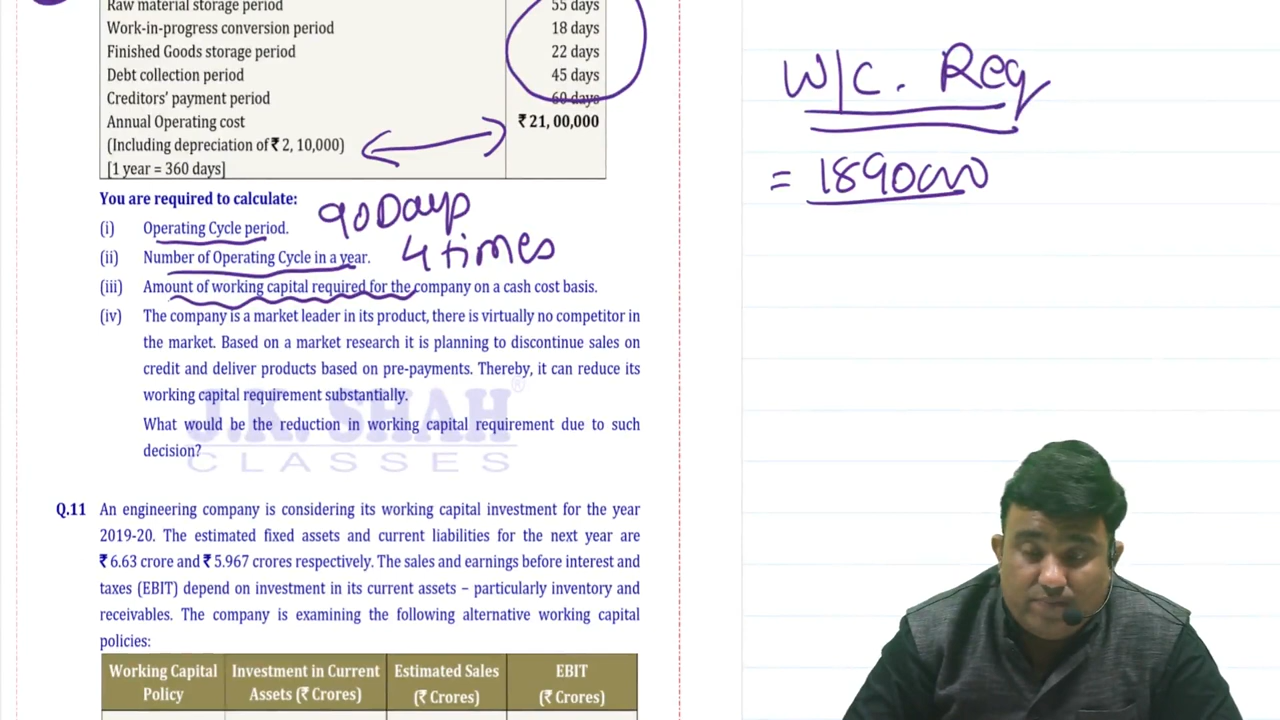 Raw material storage period 55 days
Work-in-progress conversion period 18 days
Finished Goods storage period 22 days
Debt collection period 45 days
Creditors' payment period 60 days
Annual Operating cost ₹ 21, 00,000
(Including depreciation of ₹ 2, 10,000)
[1 year = 360 days]
You are required to calculate:
(i) Operating Cycle period. 90 Days
(ii) Number of Operating Cycle in a year. 4 times
(iii) Amount of working capital required for the company on a cash cost basis.
(iv) The company is a market leader in its product, there is virtually no competitor in
the market. Based on a market research it is planning to discontinue sales on
credit and deliver products based on pre-payments. Thereby, it can reduce its
working capital requirement substantially.
What would be the reduction in working capital requirement due to such
decision?
J.K. SHAH®
CLASSES
Q.11 An engineering company is considering its working capital investment for the year
2019-20. The estimated fixed assets and current liabilities for the next year are
₹ 6.63 crore and ₹ 5.967 crores respectively. The sales and earnings before interest and
taxes (EBIT) depend on investment in its current assets – particularly inventory and
receivables. The company is examining the following alternative working capital
policies:
Working Capital Policy Investment in Current Assets (₹ Crores) Estimated Sales (₹ Crores) EBIT (₹ Crores)
W/C. Req
= 1890000